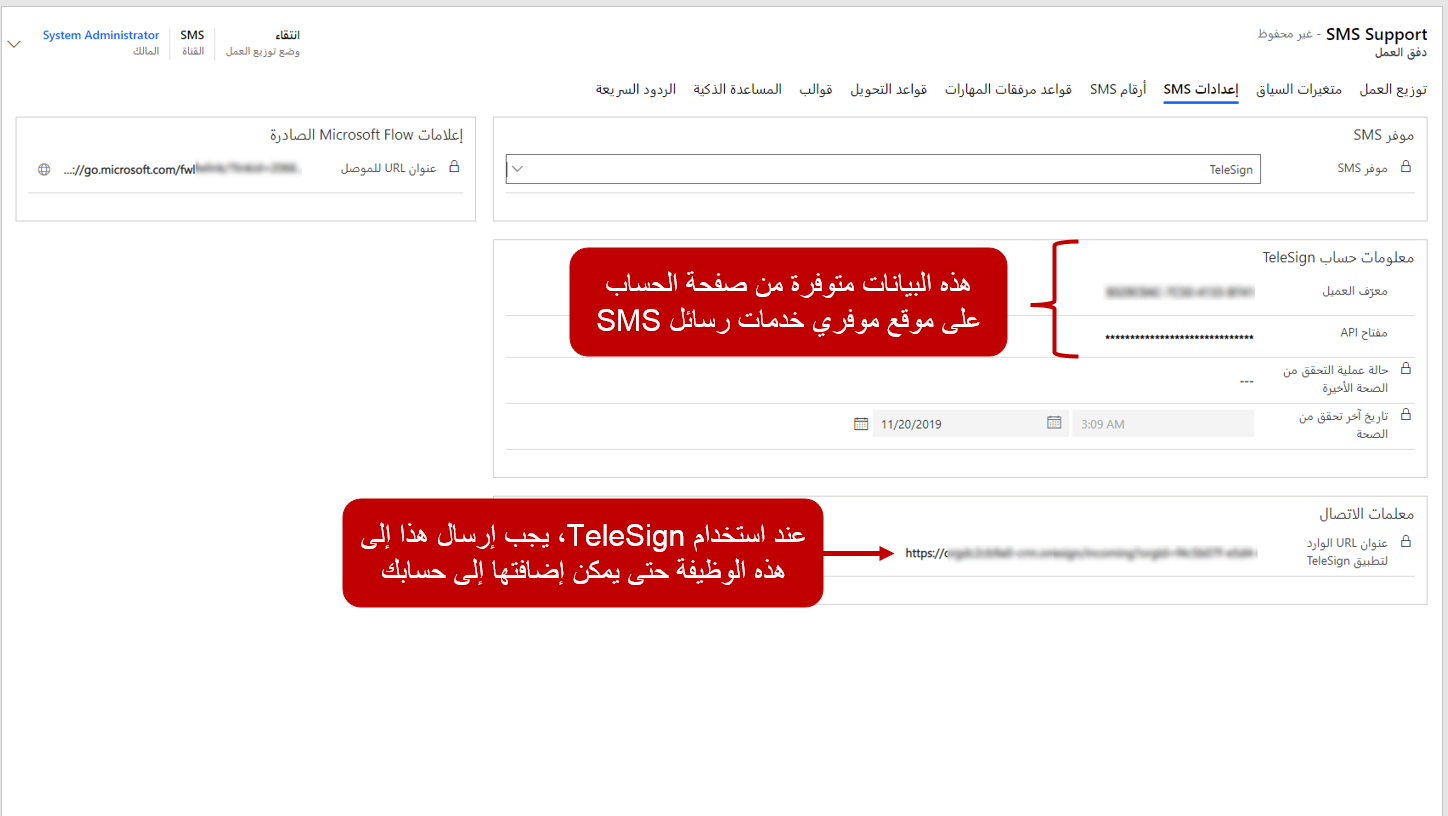 SMS Support - غير محفوظ
دفق العمل
انتقاء
وضع توزيع العمل
SMS
القناة
System Administrator
المالك
توزيع العمل
متغيرات السياق
إعدادات SMS
أرقام SMS
قواعد مرفقات المهارات
قواعد التحويل
قوالب
المساعدة الذكية
الردود السريعة
موفر SMS
موفر SMS
TeleSign
إعلامات Microsoft Flow الصادرة
عنوان URL للموصل
...://go.microsoft.com/fwl
معلومات حساب TeleSign
معرّف العميل
مفتاح API
******************************
هذه البيانات متوفرة من صفحة الحساب
على موقع موفري خدمات رسائل SMS
حالة عملية التحقق من
الصحة الأخيرة
---
تاريخ آخر تحقق من
الصحة
3:09 AM
11/20/2019
معلمات الاتصال
عنوان URL الوارد
لتطبيق TeleSign
https://c
عند استخدام TeleSign، يجب إرسال هذا إلى
هذه الوظيفة حتى يمكن إضافتها إلى حسابك